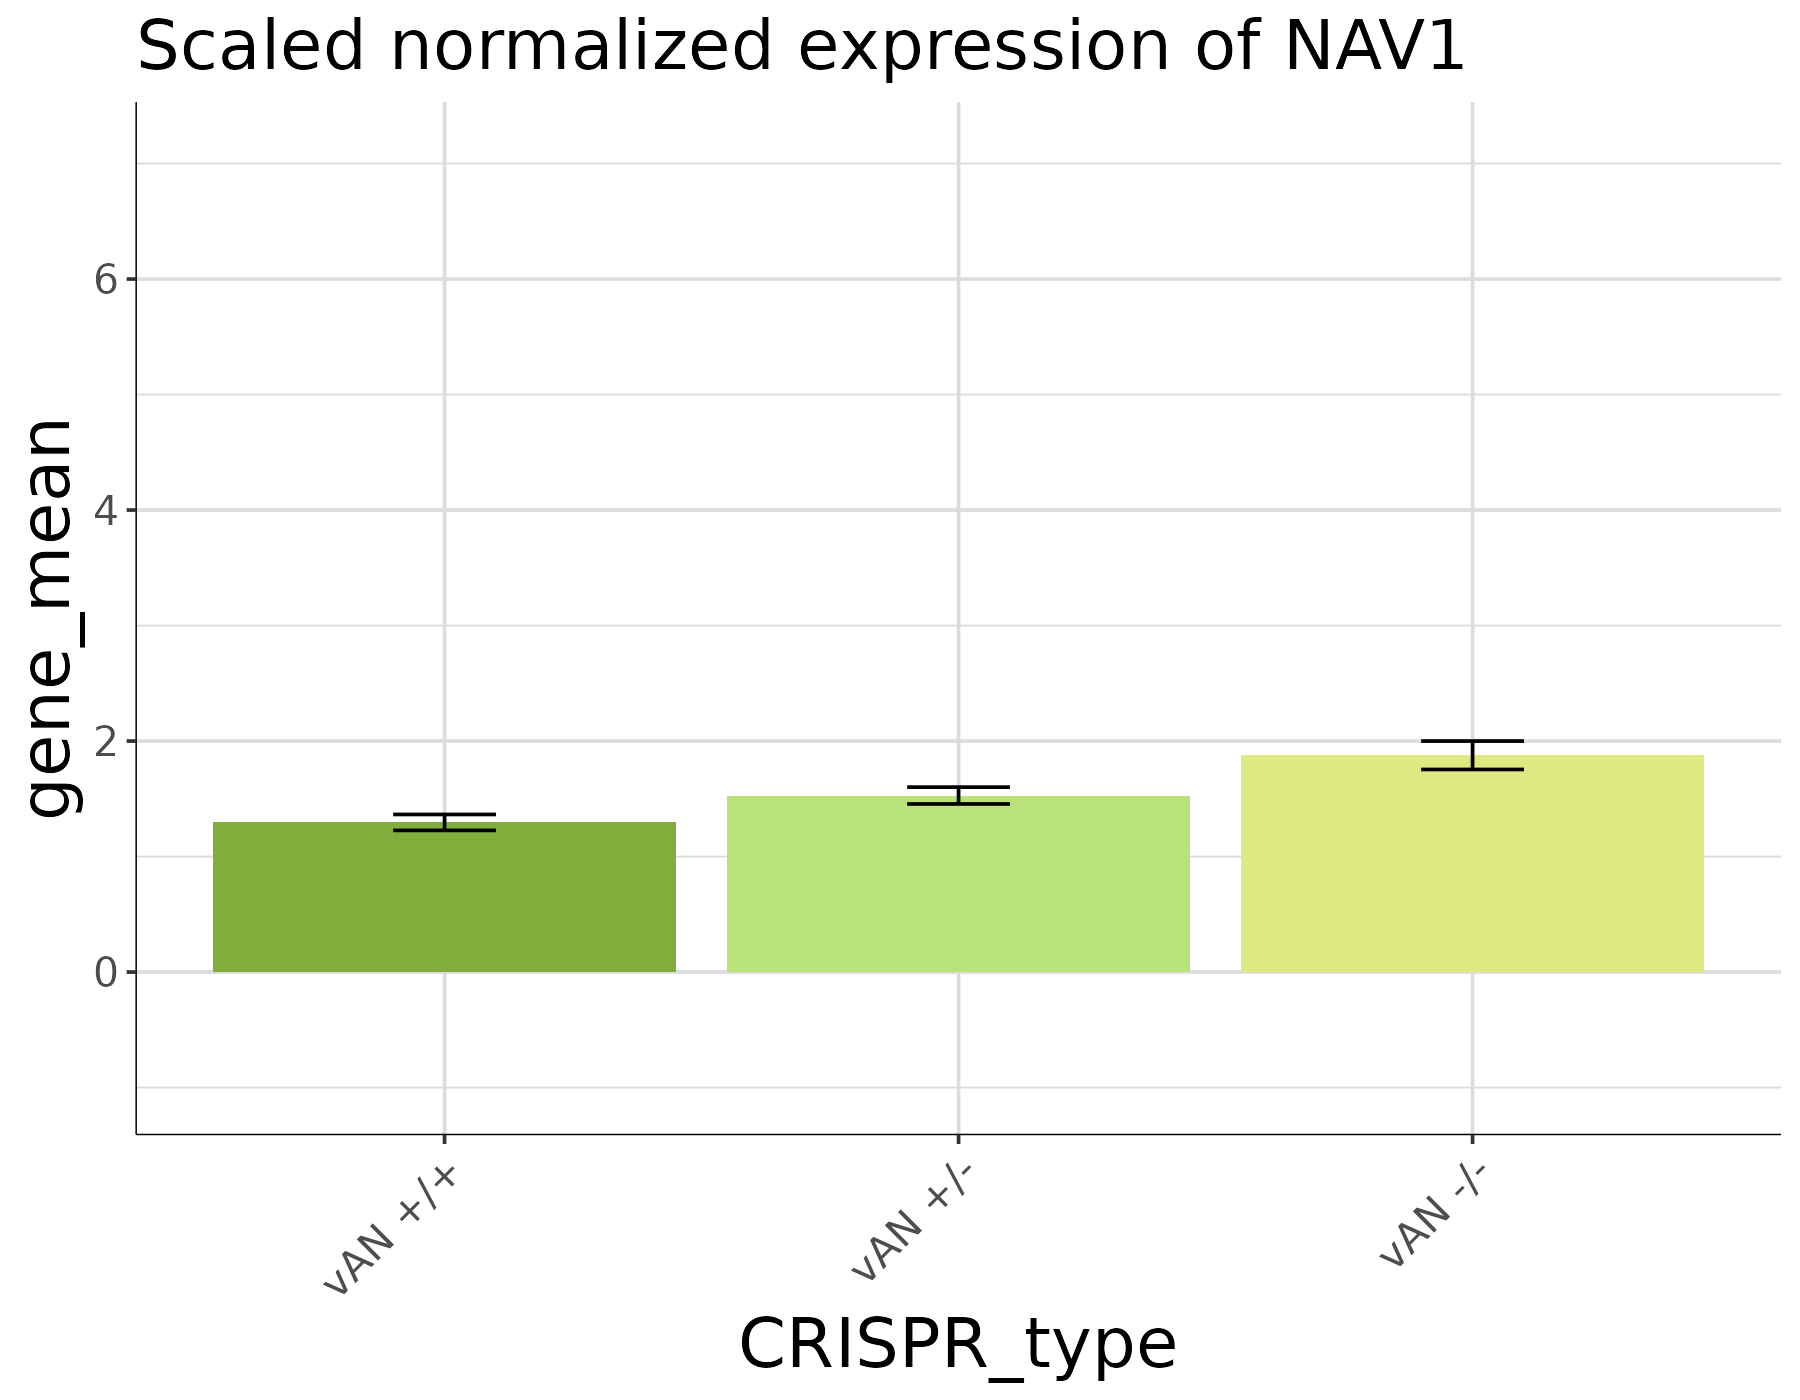 Scaled normalized expression of NAV1
gene_mean
6
4
2
0
vAN +/+
vAN +/-
vAN -/-
CRISPR_type